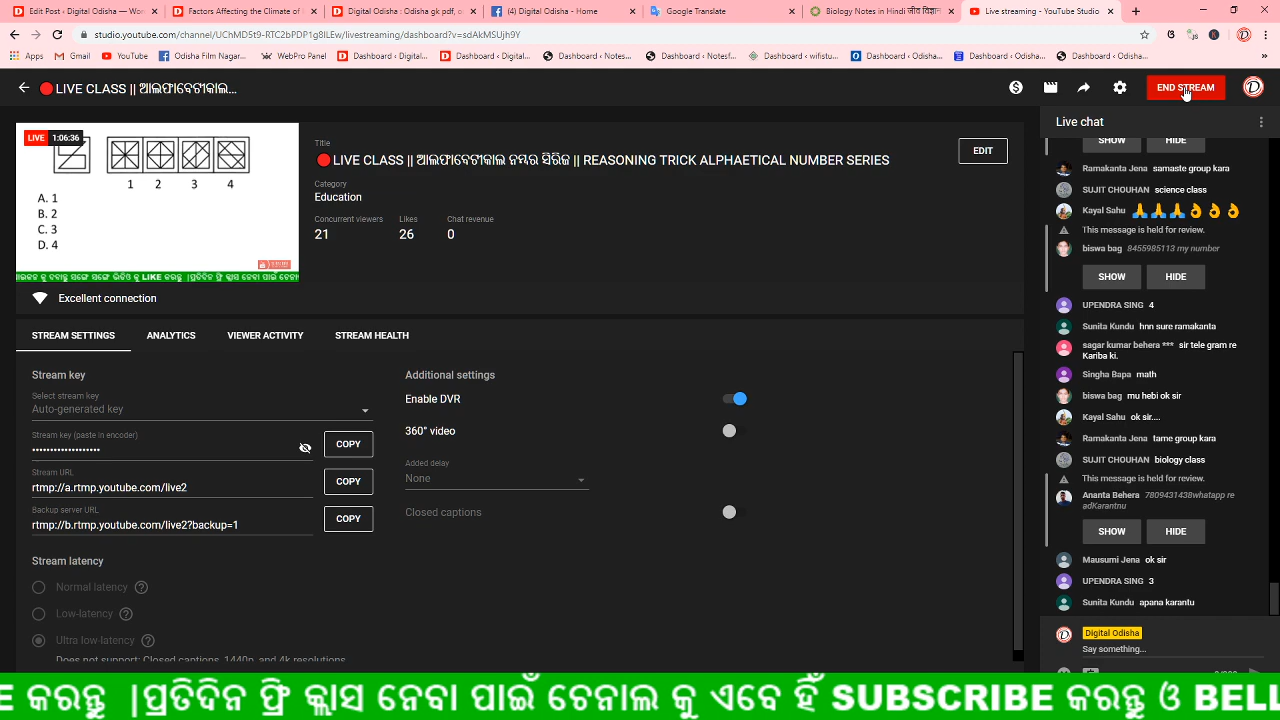 Edit Post ‹ Digital Odisha — Wo
Factors Affecting the Climate of I
Digital Odisha : Odisha gk pdf, o
(4) Digital Odisha - Home
Google Translate
Biology Notes in Hindi जीव विज्ञान
Live streaming - YouTube Studio
studio.youtube.com/channel/UChMD5t9-RTC2bPDP1g8lLEw/livestreaming/dashboard?v=sdAkMSUjh9Y
Apps
Gmail
YouTube
Odisha Film Nagar...
WebPro Panel
Dashboard ‹ Digital...
Dashboard ‹ Digital...
Dashboard ‹ Notes...
Dashboard ‹ Notes...
Dashboard ‹ wifistu...
Dashboard ‹ Odisha...
Dashboard ‹ Odisha...
Dashboard ‹ Odisha...
LIVE CLASS || ଆଲଫାବେଟୀକାଲ...
END STREAM
LIVE 1:06:36
1 2 3 4
A. 1
B. 2
C. 3
D. 4
Title
LIVE CLASS || ଆଲଫାବେଟୀକାଲ ନମ୍ବର ସିରିଜ || REASONING TRICK ALPHAETICAL NUMBER SERIES
EDIT
Category
Education
Concurrent viewers Likes Chat revenue
21 26 0
Excellent connection
STREAM SETTINGS ANALYTICS VIEWER ACTIVITY STREAM HEALTH
Stream key
Select stream key
Auto-generated key
Stream key (paste in encoder)
••••••••••••••••••• COPY
Stream URL
rtmp://a.rtmp.youtube.com/live2 COPY
Backup server URL
rtmp://b.rtmp.youtube.com/live2?backup=1 COPY
Stream latency
Normal latency
Low-latency
Ultra low-latency
Does not support: Closed captions, 1440p, and 4k resolutions
Additional settings
Enable DVR
360° video
Added delay
None
Closed captions
Live chat
SHOW HIDE
Ramakanta Jena samaste group kara
SUJIT CHOUHAN science class
Kayal Sahu 🙏🙏🙏👌👌👌
This message is held for review.
biswa bag 8455985113 my number
SHOW HIDE
UPENDRA SING 4
Sunita Kundu hnn sure ramakanta
sagar kumar behera *** sir tele gram re
Kariba ki.
Singha Bapa math
biswa bag mu hebi ok sir
Kayal Sahu ok sir....
Ramakanta Jena tame group kara
SUJIT CHOUHAN biology class
This message is held for review.
Ananta Behera 7809431438whatapp re
adKarantnu
SHOW HIDE
Mausumi Jena ok sir
UPENDRA SING 3
Sunita Kundu apana karantu
Digital Odisha
Say something...
E କରନ୍ତୁ |ପ୍ରତିଦିନ ଫ୍ରି କ୍ଲାସ ନେବା ପାଇଁ ଚେନାଲ କୁ ଏବେ ହିଁ SUBSCRIBE କରନ୍ତୁ ଓ BELL